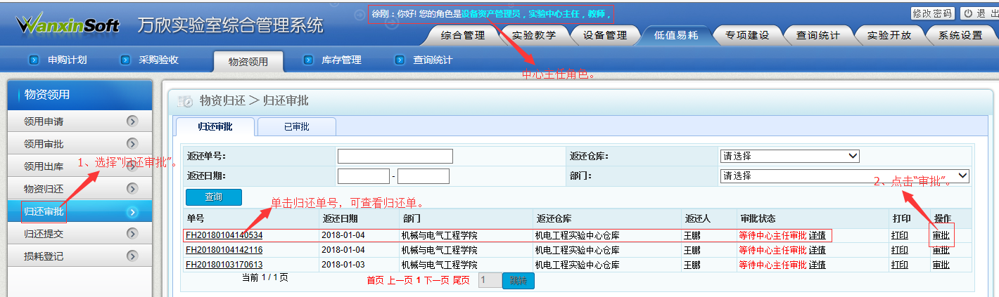 WanxinSoft 万欣实验室综合管理系统
徐刚：你好! 您的角色是设备资产管理员，实验中心主任，教师，
修改密码 退 出
综合管理 实验教学 设备管理 低值易耗 专项建设 查询统计 实验开放 系统设置
申购计划 采购验收 物资领用 库存管理 查询统计
中心主任角色。
物资领用
领用申请
领用审批
领用出库
物资归还
归还审批
归还提交
损耗登记
1、选择“归还审批”。
物资归还 ＞ 归还审批
归还审批 已审批
返还单号： 返还仓库： 请选择
返还日期： - 部门： 请选择
查询
单击归还单号，可查看归还单。
2、点击“审批”。
单号 返还日期 部门 返还仓库 返还人 审批状态 打印 操作
FH20180104140534 2018-01-04 机械与电气工程学院 机电工程实验中心仓库 王鹏 等待中心主任审批 详情 打印 审批
FH20180104142116 2018-01-04 机械与电气工程学院 机电工程实验中心仓库 王鹏 等待中心主任审批 详情 打印 审批
FH20180103170613 2018-01-03 机械与电气工程学院 机电工程实验中心仓库 王鹏 等待中心主任审批 详情 打印 审批
当前 1 / 1 页 首页 上一页 1 下一页 尾页 1 跳转